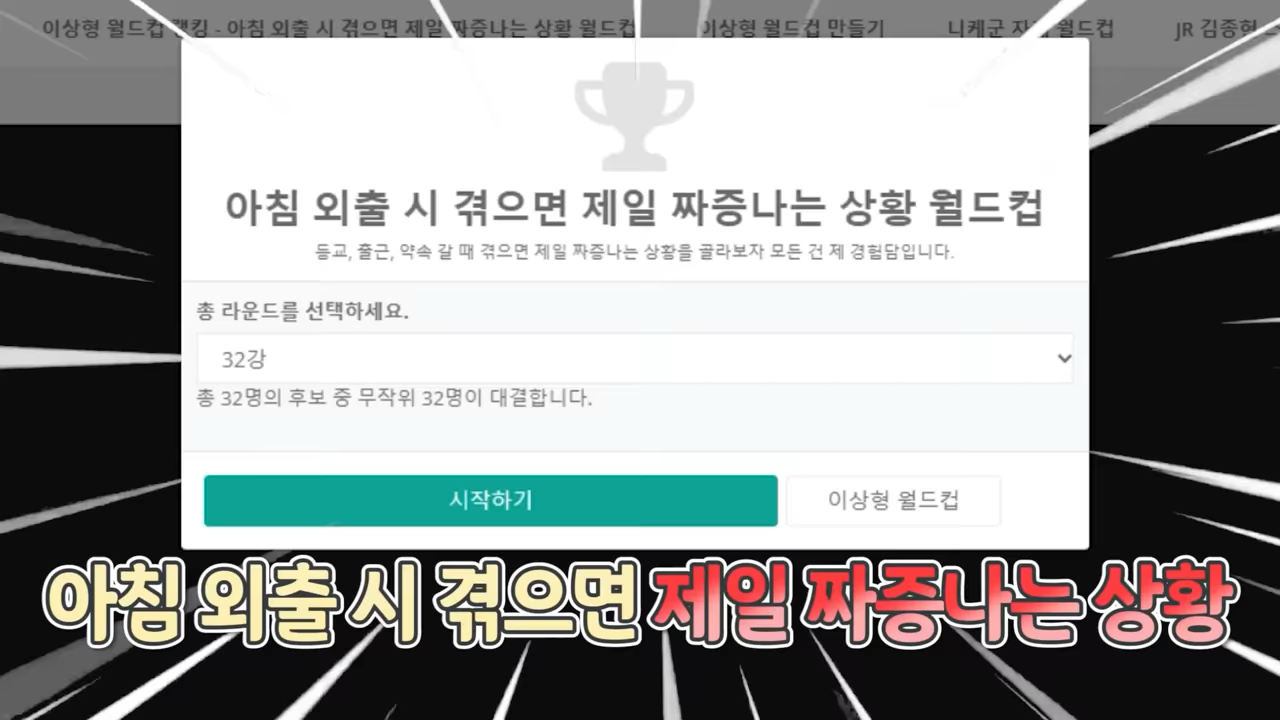 이상형 월드컵 랭킹 - 아침 외출 시 겪으면 제일 짜증나는 상황 월드컵 이상형 월드컵 만들기 니케군 월드컵 JR 김종현
아침 외출 시 겪으면 제일 짜증나는 상황 월드컵
등교, 출근, 약속 갈 때 겪으면 제일 짜증나는 상황을 골라보자 모든 건 제 경험담입니다.
총 라운드를 선택하세요.
32강
총 32명의 후보 중 무작위 32명이 대결합니다.
시작하기 이상형 월드컵
아침 외출 시 겪으면 제일 짜증나는 상황